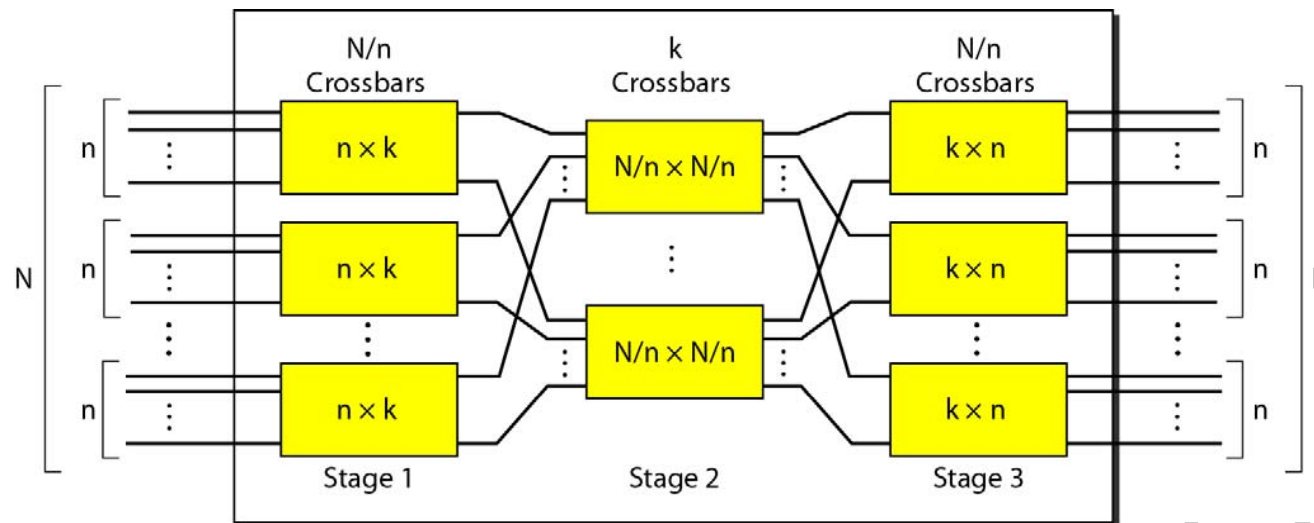 N/n
Crossbars
k
Crossbars
N/n
Crossbars
n
n × k
N/n × N/n
k × n
n
N
n
n × k
k × n
n
n
n × k
N/n × N/n
k × n
n
Stage 1
Stage 2
Stage 3